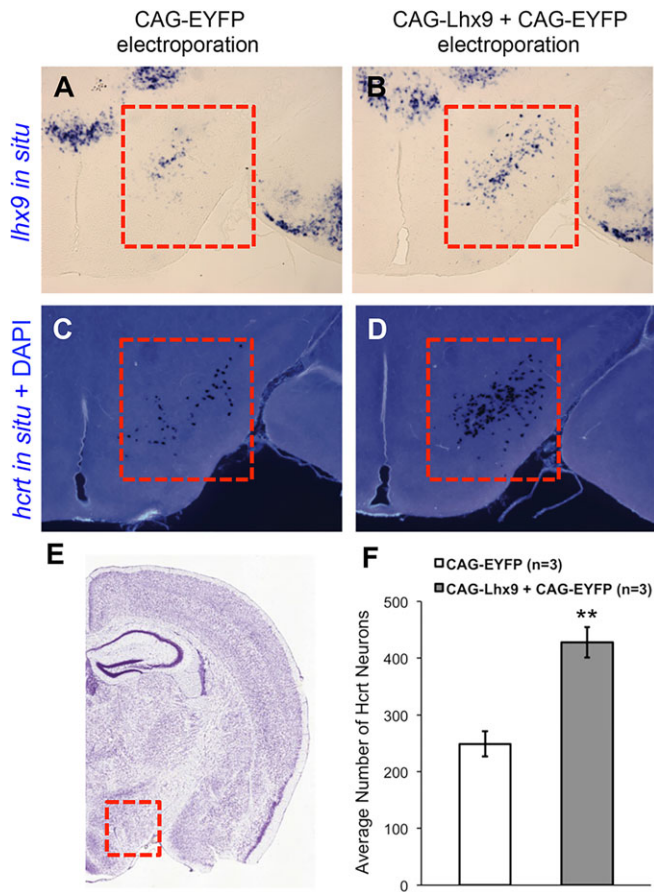 CAG-EYFP
electroporation
CAG-Lhx9 + CAG-EYFP
electroporation
lhx9 in situ
A
B
hcrt in situ + DAPI
C
D
E
F
CAG-EYFP (n=3)
CAG-Lhx9 + CAG-EYFP (n=3)
Average Number of Hcrt Neurons
500
400
300
200
100
0
**